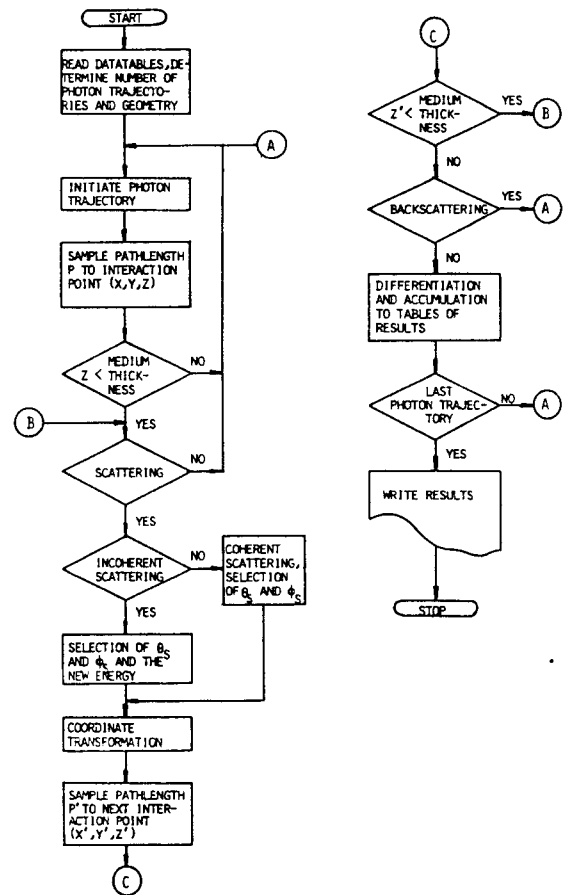 START
READ DATATABLES,DE-
TERMINE NUMBER OF
PHOTON TRAJECTO-
RIES AND GEOMETRY
A
INITIATE PHOTON
TRAJECTORY
SAMPLE PATHLENGTH
P TO INTERACTION
POINT (X,Y,Z)
MEDIUM
Z < THICK-
NESS
NO
B
YES
SCATTERING
NO
YES
INCOHERENT
SCATTERING
NO
COHERENT
SCATTERING,
SELECTION
OF θS AND ϕS
YES
SELECTION OF θS
AND ϕS AND THE
NEW ENERGY
COORDINATE
TRANSFORMATION
SAMPLE PATHLENGTH
P' TO NEXT INTER-
ACTION POINT
(X',Y',Z')
C
C
MEDIUM
Z' < THICK-
NESS
YES
B
NO
BACKSCATTERING
YES
A
NO
DIFFERENTIATION
AND ACCUMULATION
TO TABLES OF
RESULTS
LAST
PHOTON TRAJEC-
TORY
NO
A
YES
WRITE RESULTS
STOP